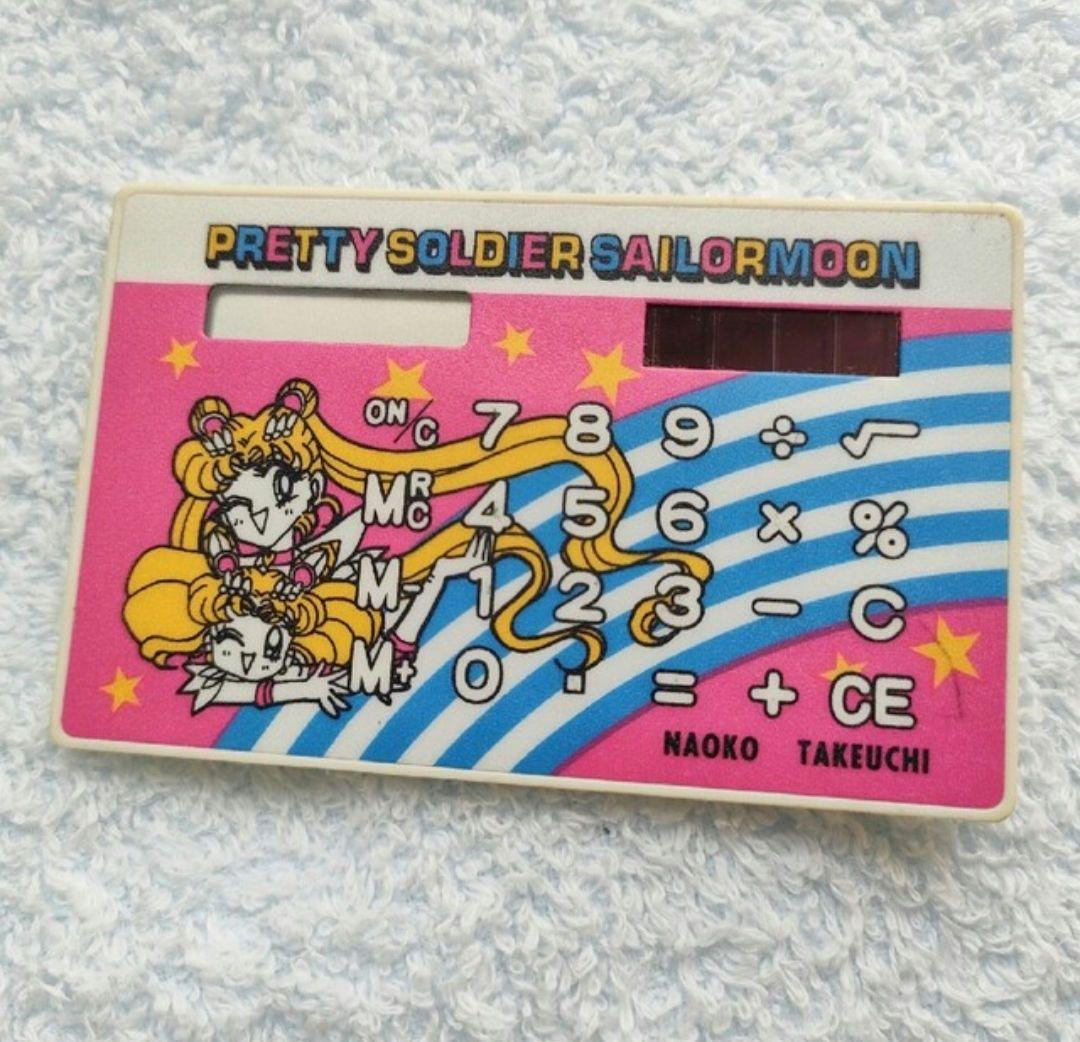 PRETTY SOLDIER SAILORMOON
ON/C 7 8 9 ÷ √
MRC 4 5 6 × %
M- 1 2 3 - C
M+ 0 . = + CE
NAOKO TAKEUCHI